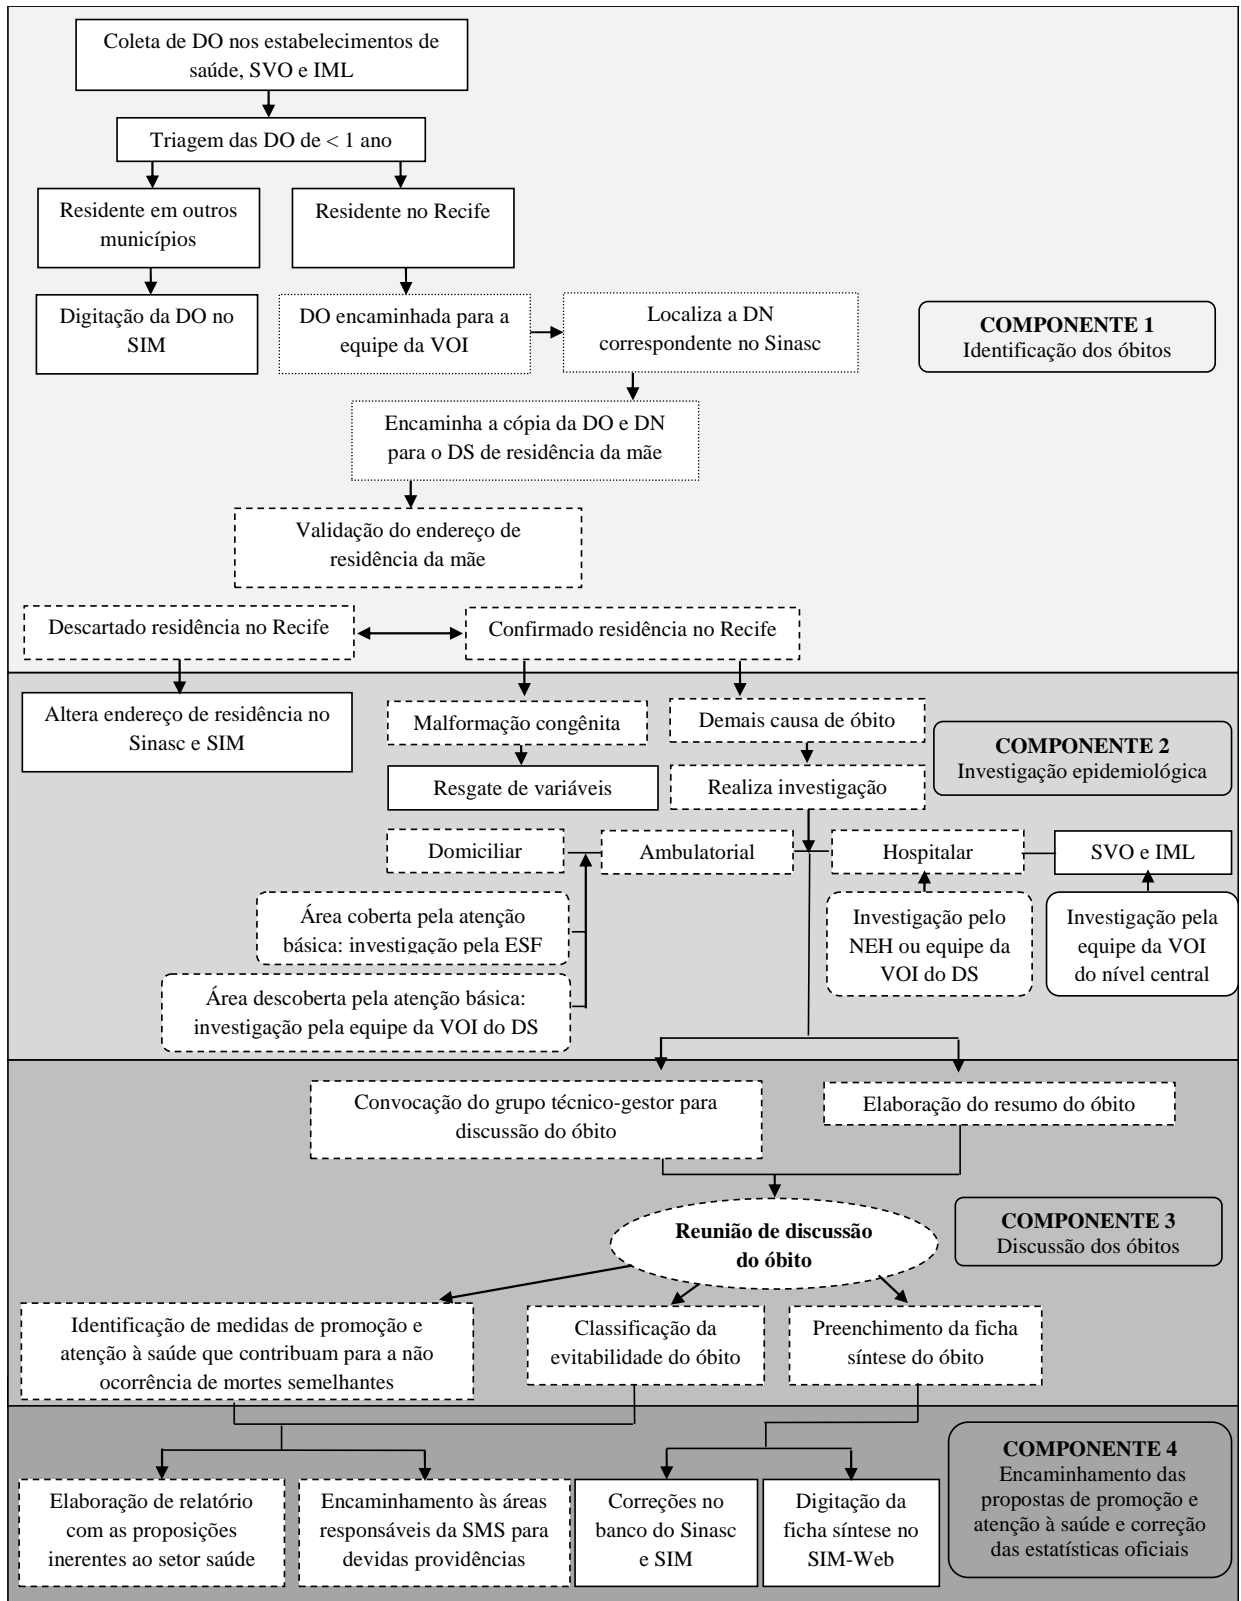 Coleta de DO nos estabelecimentos de
saúde, SVO e IML
Triagem das DO de < 1 ano
Residente em outros
municípios
Residente no Recife
Digitação da DO no
SIM
DO encaminhada para a
equipe da VOI
Localiza a DN
correspondente no Sinasc
COMPONENTE 1
Identificação dos óbitos
Encaminha a cópia da DO e DN
para o DS de residência da mãe
Validação do endereço de
residência da mãe
Descartado residência no Recife
Confirmado residência no Recife
Altera endereço de residência no
Sinasc e SIM
Malformação congênita
Demais causa de óbito
COMPONENTE 2
Investigação epidemiológica
Resgate de variáveis
Realiza investigação
Domiciliar
Ambulatorial
Hospitalar
SVO e IML
Área coberta pela atenção
básica: investigação pela ESF
Investigação pelo
NEH ou equipe da
VOI do DS
Investigação pela
equipe da VOI
do nível central
Área descoberta pela atenção básica:
investigação pela equipe da VOI do DS
Convocação do grupo técnico-gestor para
discussão do óbito
Elaboração do resumo do óbito
Reunião de discussão
do óbito
COMPONENTE 3
Discussão dos óbitos
Identificação de medidas de promoção e
atenção à saúde que contribuam para a não
ocorrência de mortes semelhantes
Classificação da
evitabilidade do óbito
Preenchimento da ficha
síntese do óbito
COMPONENTE 4
Encaminhamento das
propostas de promoção e
atenção à saúde e correção
das estatísticas oficiais
Elaboração de relatório
com as proposições
inerentes ao setor saúde
Encaminhamento às áreas
responsáveis da SMS para
devidas providências
Correções no
banco do Sinasc
e SIM
Digitação da
ficha síntese no
SIM-Web